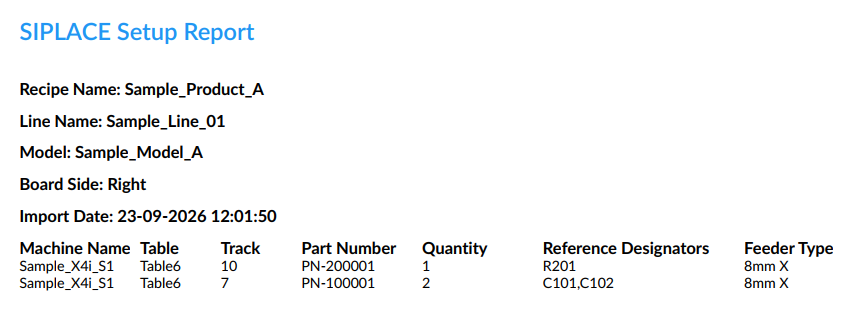 SIPLACE Setup Report
Recipe Name: Sample_Product_A
Line Name: Sample_Line_01
Model: Sample_Model_A
Board Side: Right
Import Date: 23-09-2026 12:01:50
Machine Name Table Track Part Number Quantity Reference Designators Feeder Type
Sample_X4i_S1 Table6 10 PN-200001 1 R201 8mm X
Sample_X4i_S1 Table6 7 PN-100001 2 C101,C102 8mm X